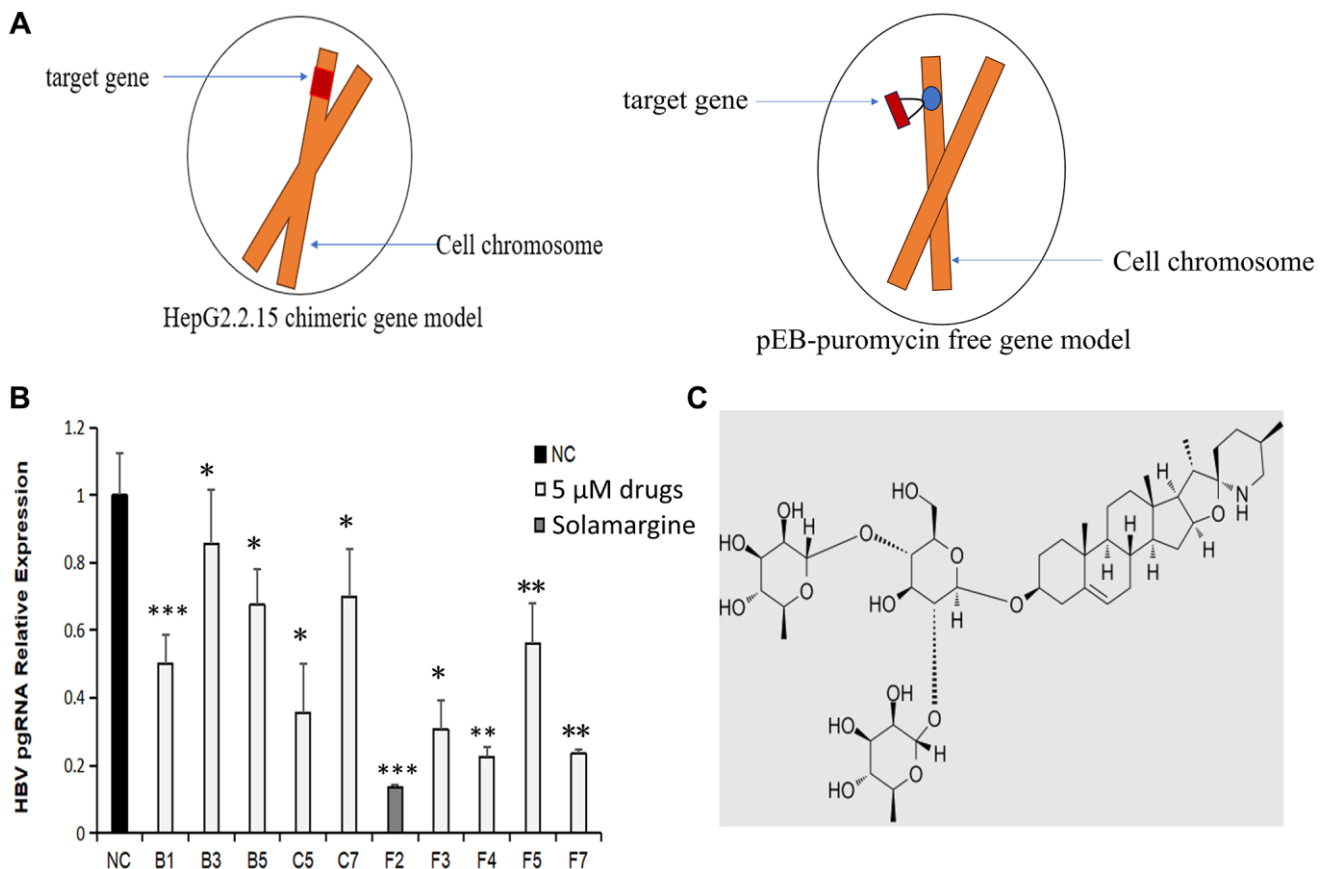 A
target gene
Cell chromosome
HepG2.2.15 chimeric gene model
target gene
Cell chromosome
pEB-puromycin free gene model
B
HBV pgRNA Relative Expression
1.2
1
0.8
0.6
0.4
0.2
0
***
*
*
*
*
***
*
**
**
**
NC
5 μM drugs
Solamargine
NC B1 B3 B5 C5 C7 F2 F3 F4 F5 F7
C
HO
OH
H
HO
HO
O
O
HO
O
HO
H
O
H
H
H
H
H
O
N
H
OH
HO
HO
O
H
O